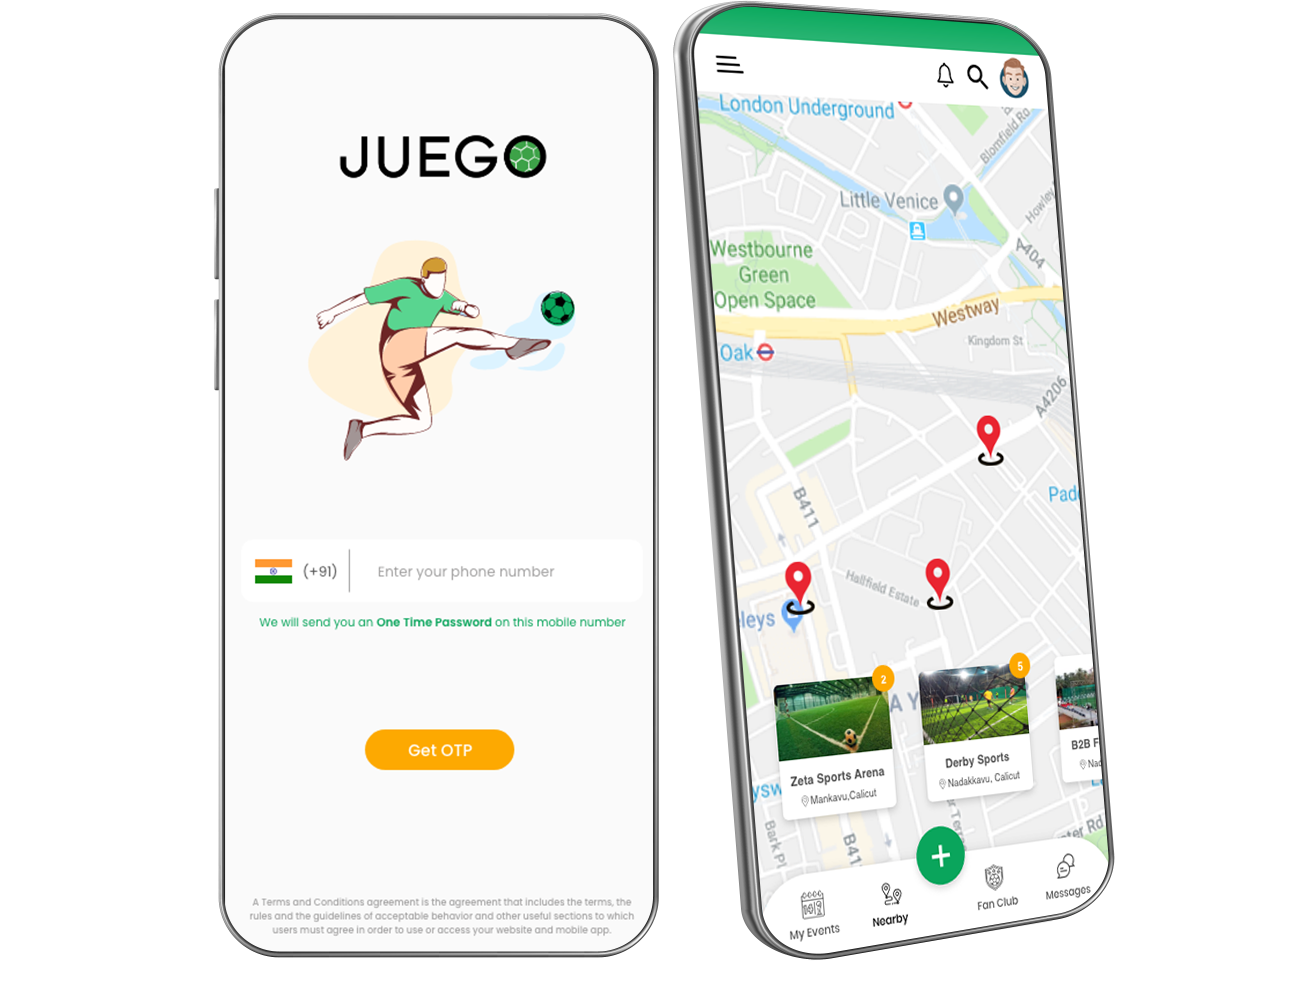 JUEGO
(+91)
Enter your phone number
We will send you an One Time Password on this mobile number
Get OTP
A Terms and Conditions agreement is the agreement that includes the terms, the
rules and the guidelines of acceptable behavior and other useful sections to which
users must agree in order to use or access your website and mobile app.
London Underground
Blomfield Rd
Little Venice
Howley
A404
Westbourne
Green
Open Space
Westway
Kingdom St
Oak
A4206
B411
Pad
Hallfield Estate
leys
2
5
AY
Zeta Sports Arena
Mankavu,Calicut
Derby Sports
Nadakkavu, Calicut
B2B F
Nad
ysw
Bark Pl
B41
My Events
Nearby
+
Fan Club
Messages